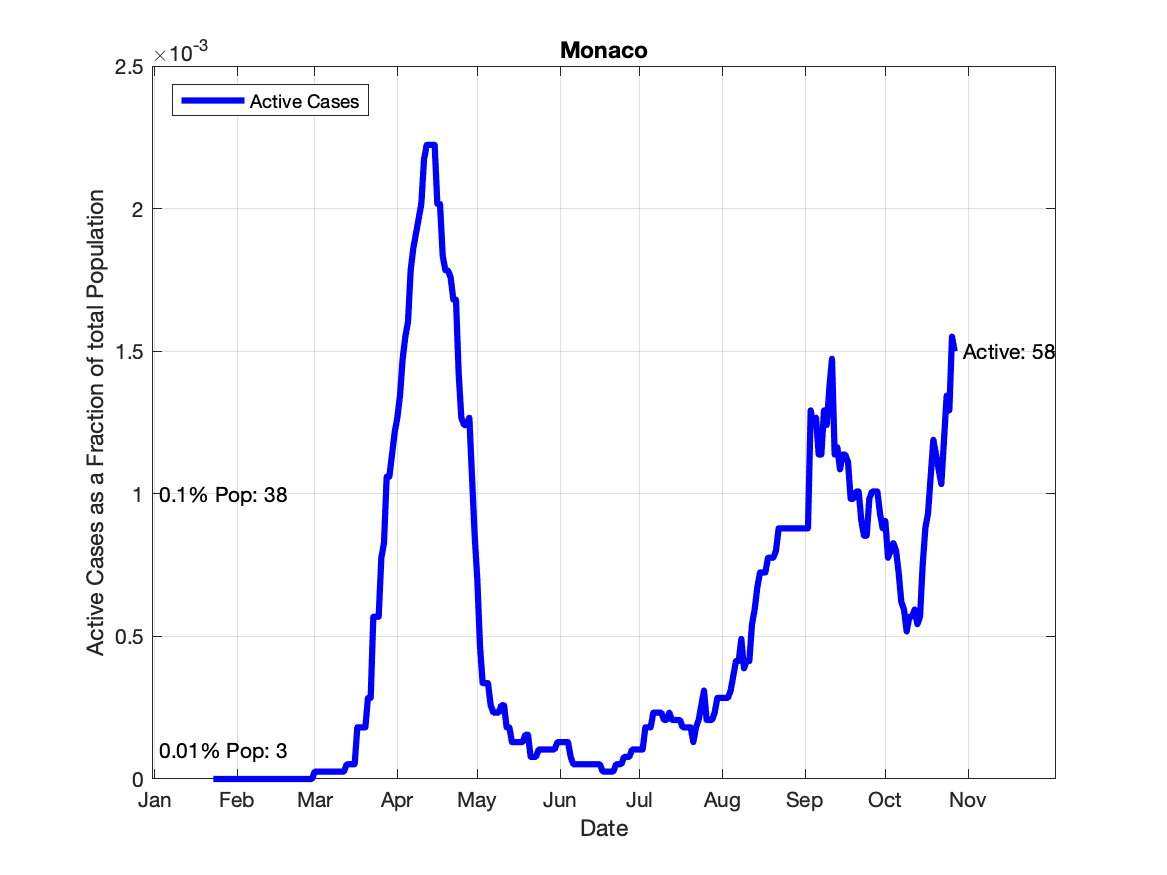 Monaco
×10-3
Active Cases
2.5
2
1.5
1
0.5
0
Active Cases as a Fraction of total Population
Active: 58
0.1% Pop: 38
0.01% Pop: 3
Jan Feb Mar Apr May Jun Jul Aug Sep Oct Nov
Date